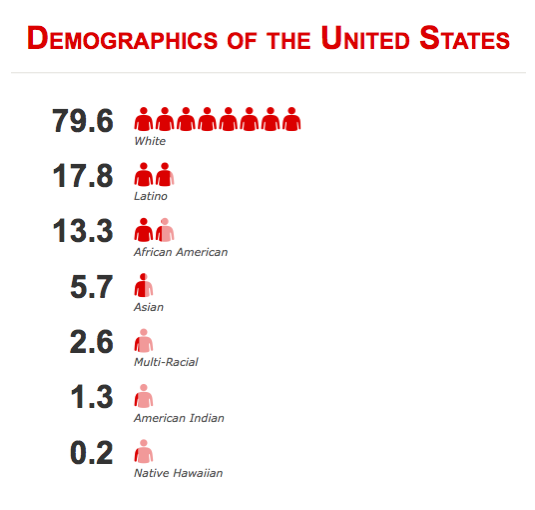 Demographics of the United States
79.6
White
17.8
Latino
13.3
African American
5.7
Asian
2.6
Multi-Racial
1.3
American Indian
0.2
Native Hawaiian